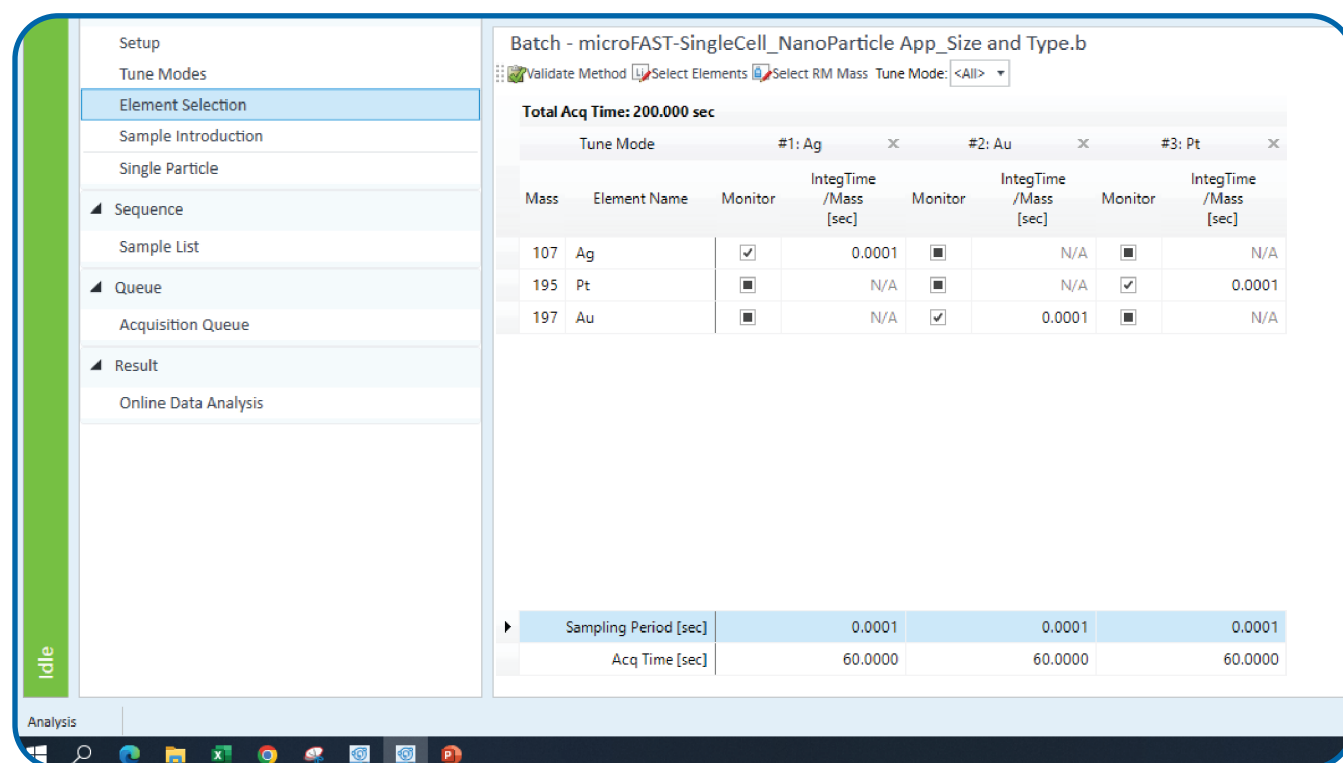 Setup
Tune Modes
Element Selection
Sample Introduction
Single Particle
Sequence
Sample List
Queue
Acquisition Queue
Result
Online Data Analysis
Idle
Analysis
Batch - microFAST-SingleCell_NanoParticle App_Size and Type.b
Validate Method Select Elements Select RM Mass Tune Mode: <All>
Total Acq Time: 200.000 sec
Tune Mode #1: Ag #2: Au #3: Pt
Mass Element Name Monitor IntegTime /Mass [sec] Monitor IntegTime /Mass [sec] Monitor IntegTime /Mass [sec]
107 Ag 0.0001 N/A N/A
195 Pt N/A N/A 0.0001
197 Au N/A 0.0001 N/A
Sampling Period [sec] 0.0001 0.0001 0.0001
Acq Time [sec] 60.0000 60.0000 60.0000